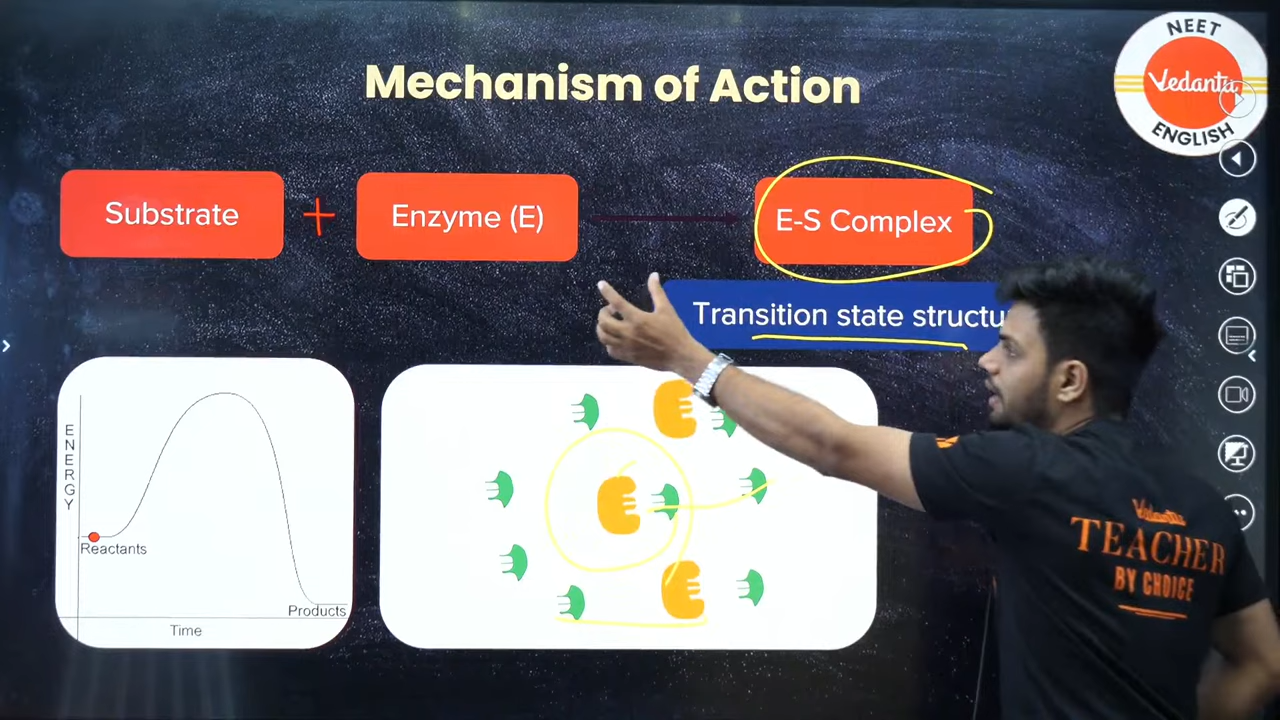 Mechanism of Action
NEET
Vedantu
ENGLISH
Substrate
+
Enzyme (E)
E-S Complex
Transition state structu
ENERGY
Reactants
Products
Time
Vedantu
TEACHER
BY CHOICE